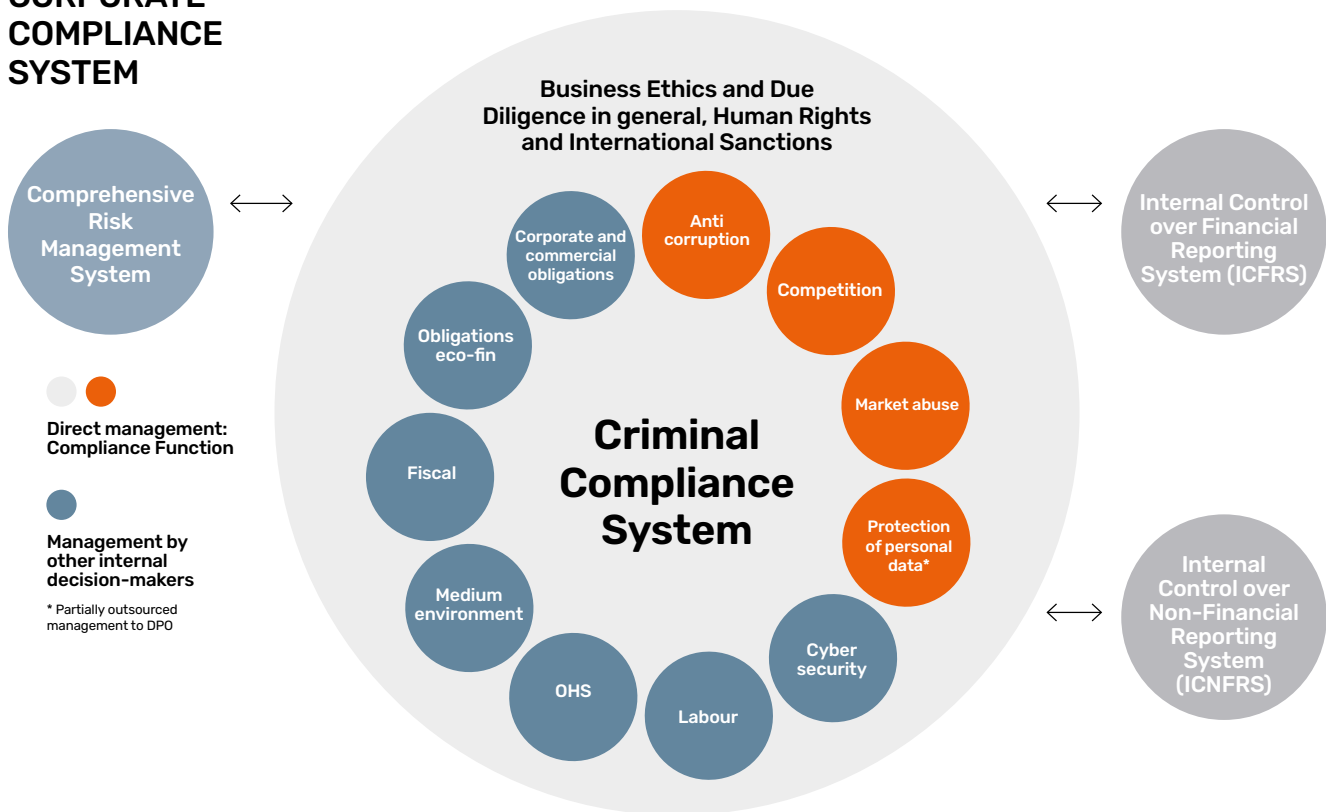 CORPORATE
COMPLIANCE
SYSTEM
Business Ethics and Due
Diligence in general, Human Rights
and International Sanctions
Comprehensive
Risk
Management
System
Internal Control
over Financial
Reporting
System (ICFRS)
Anti
corruption
Corporate and
commercial
obligations
Competition
Obligations
eco-fin
Market abuse
Direct management:
Compliance Function
Criminal
Compliance
System
Fiscal
Protection
of personal
data*
Management by
other internal
decision-makers
* Partially outsourced
management to DPO
Medium
environment
Internal
Control over
Non-Financial
Reporting
System
(ICNFRS)
Cyber
security
OHS
Labour